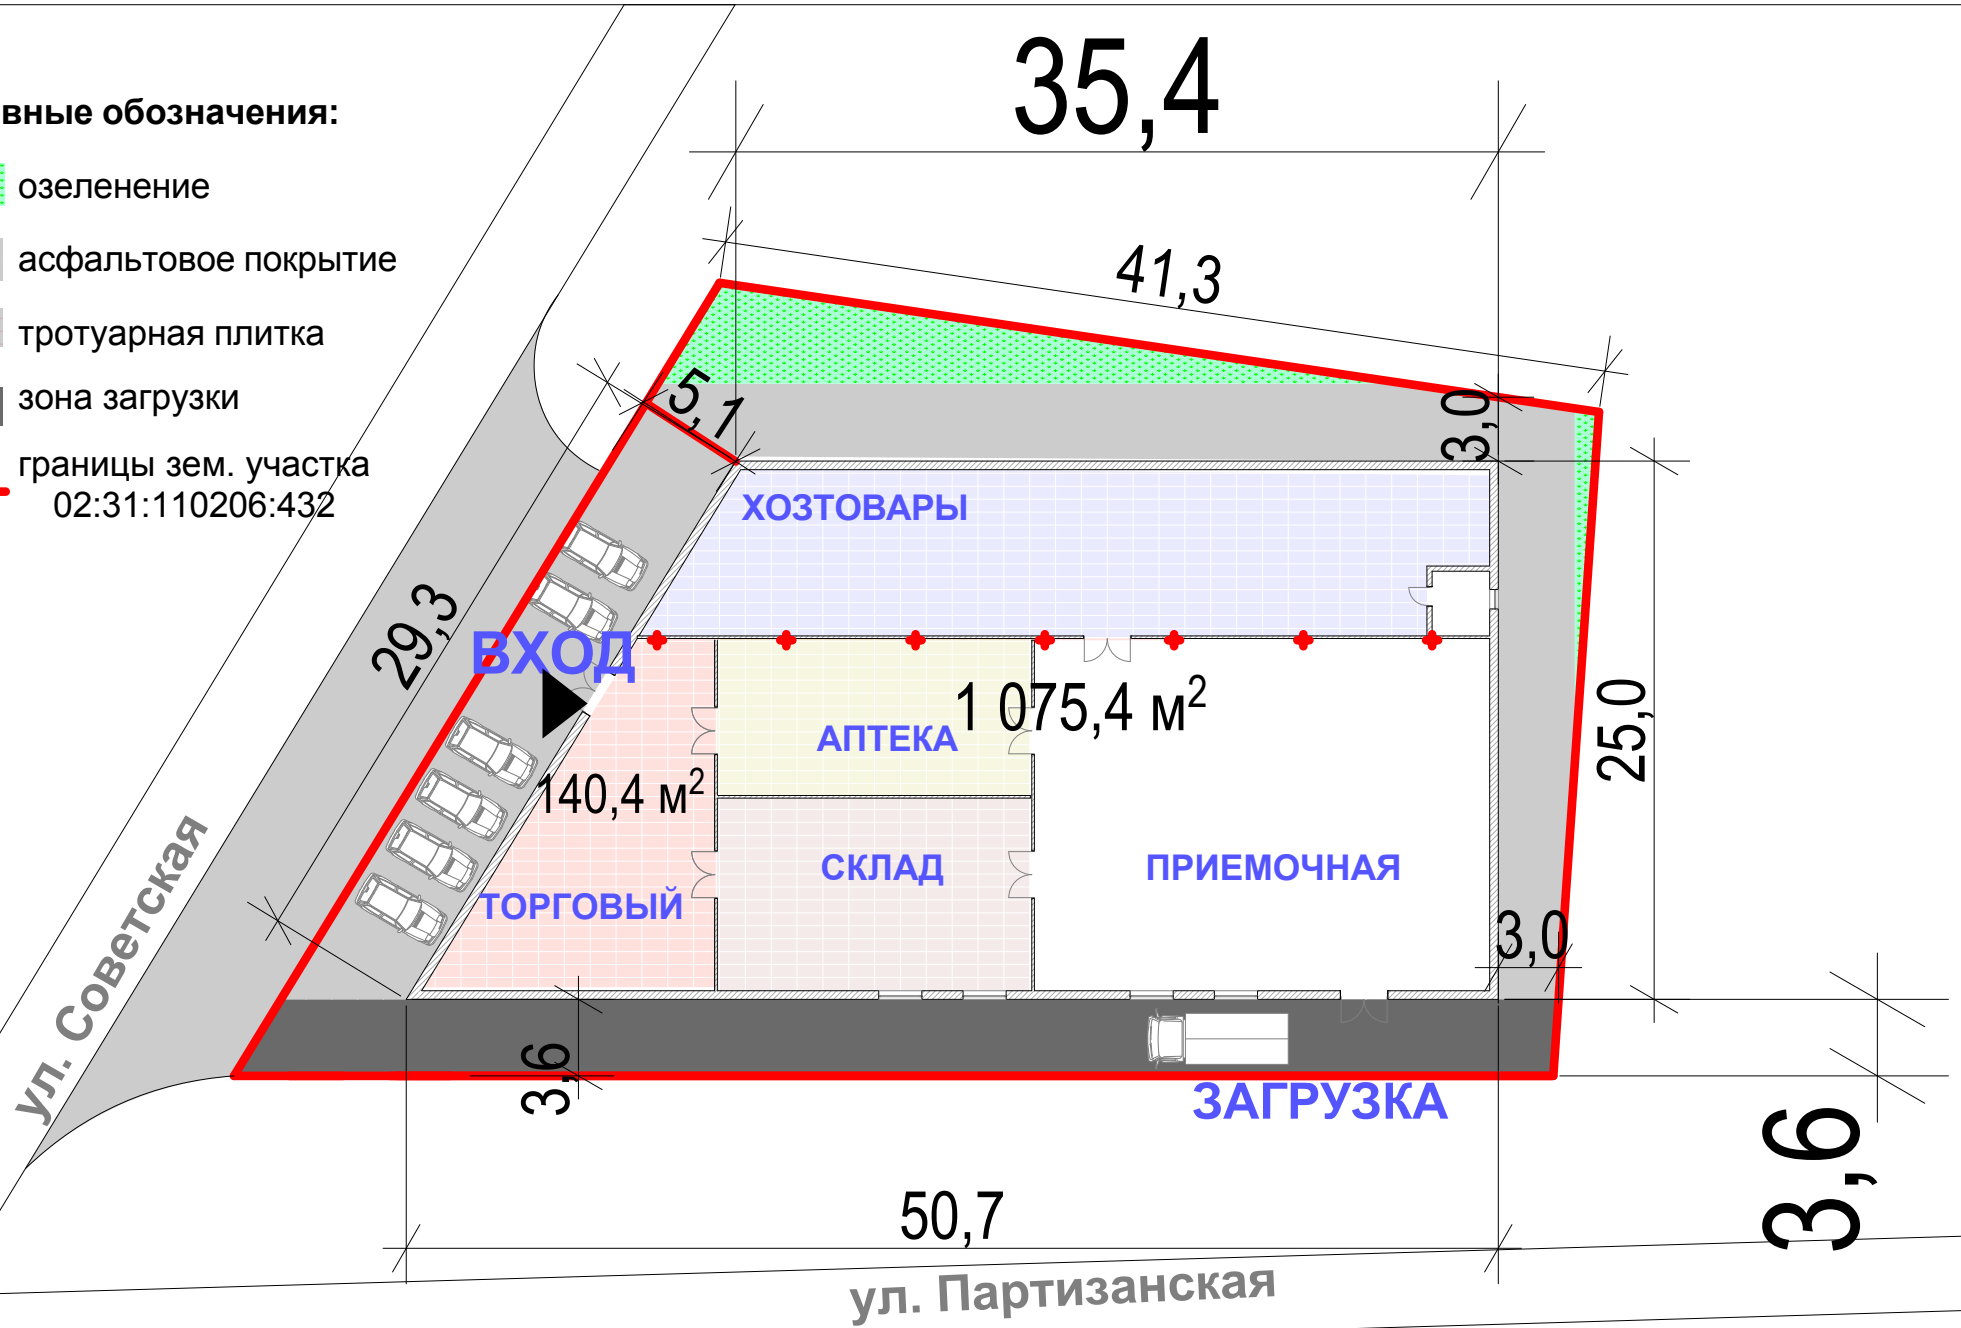 35,4
вные обозначения:
озеленение
асфальтовое покрытие
тротуарная плитка
зона загрузки
границы зем. участка
02:31:110206:432
41,3
5,1
3,0
ХОЗТОВАРЫ
29,3
ВХОД
1 075,4 м²
АПТЕКА
25,0
140,4 м²
СКЛАД
ПРИЕМОЧНАЯ
ТОРГОВЫЙ
3,0
ул. Советская
3,6
ЗАГРУЗКА
3,6
50,7
ул. Партизанская